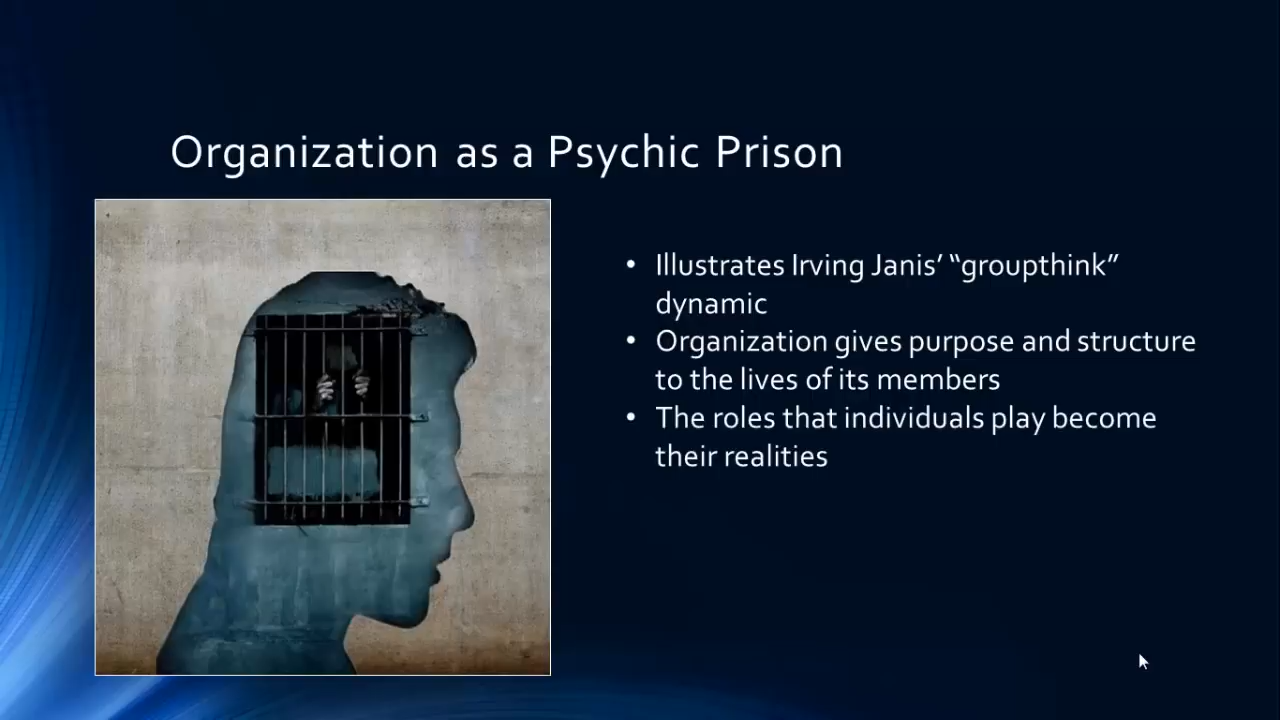 Organization as a Psychic Prison
• Illustrates Irving Janis’ “groupthink”
dynamic
• Organization gives purpose and structure
to the lives of its members
• The roles that individuals play become
their realities